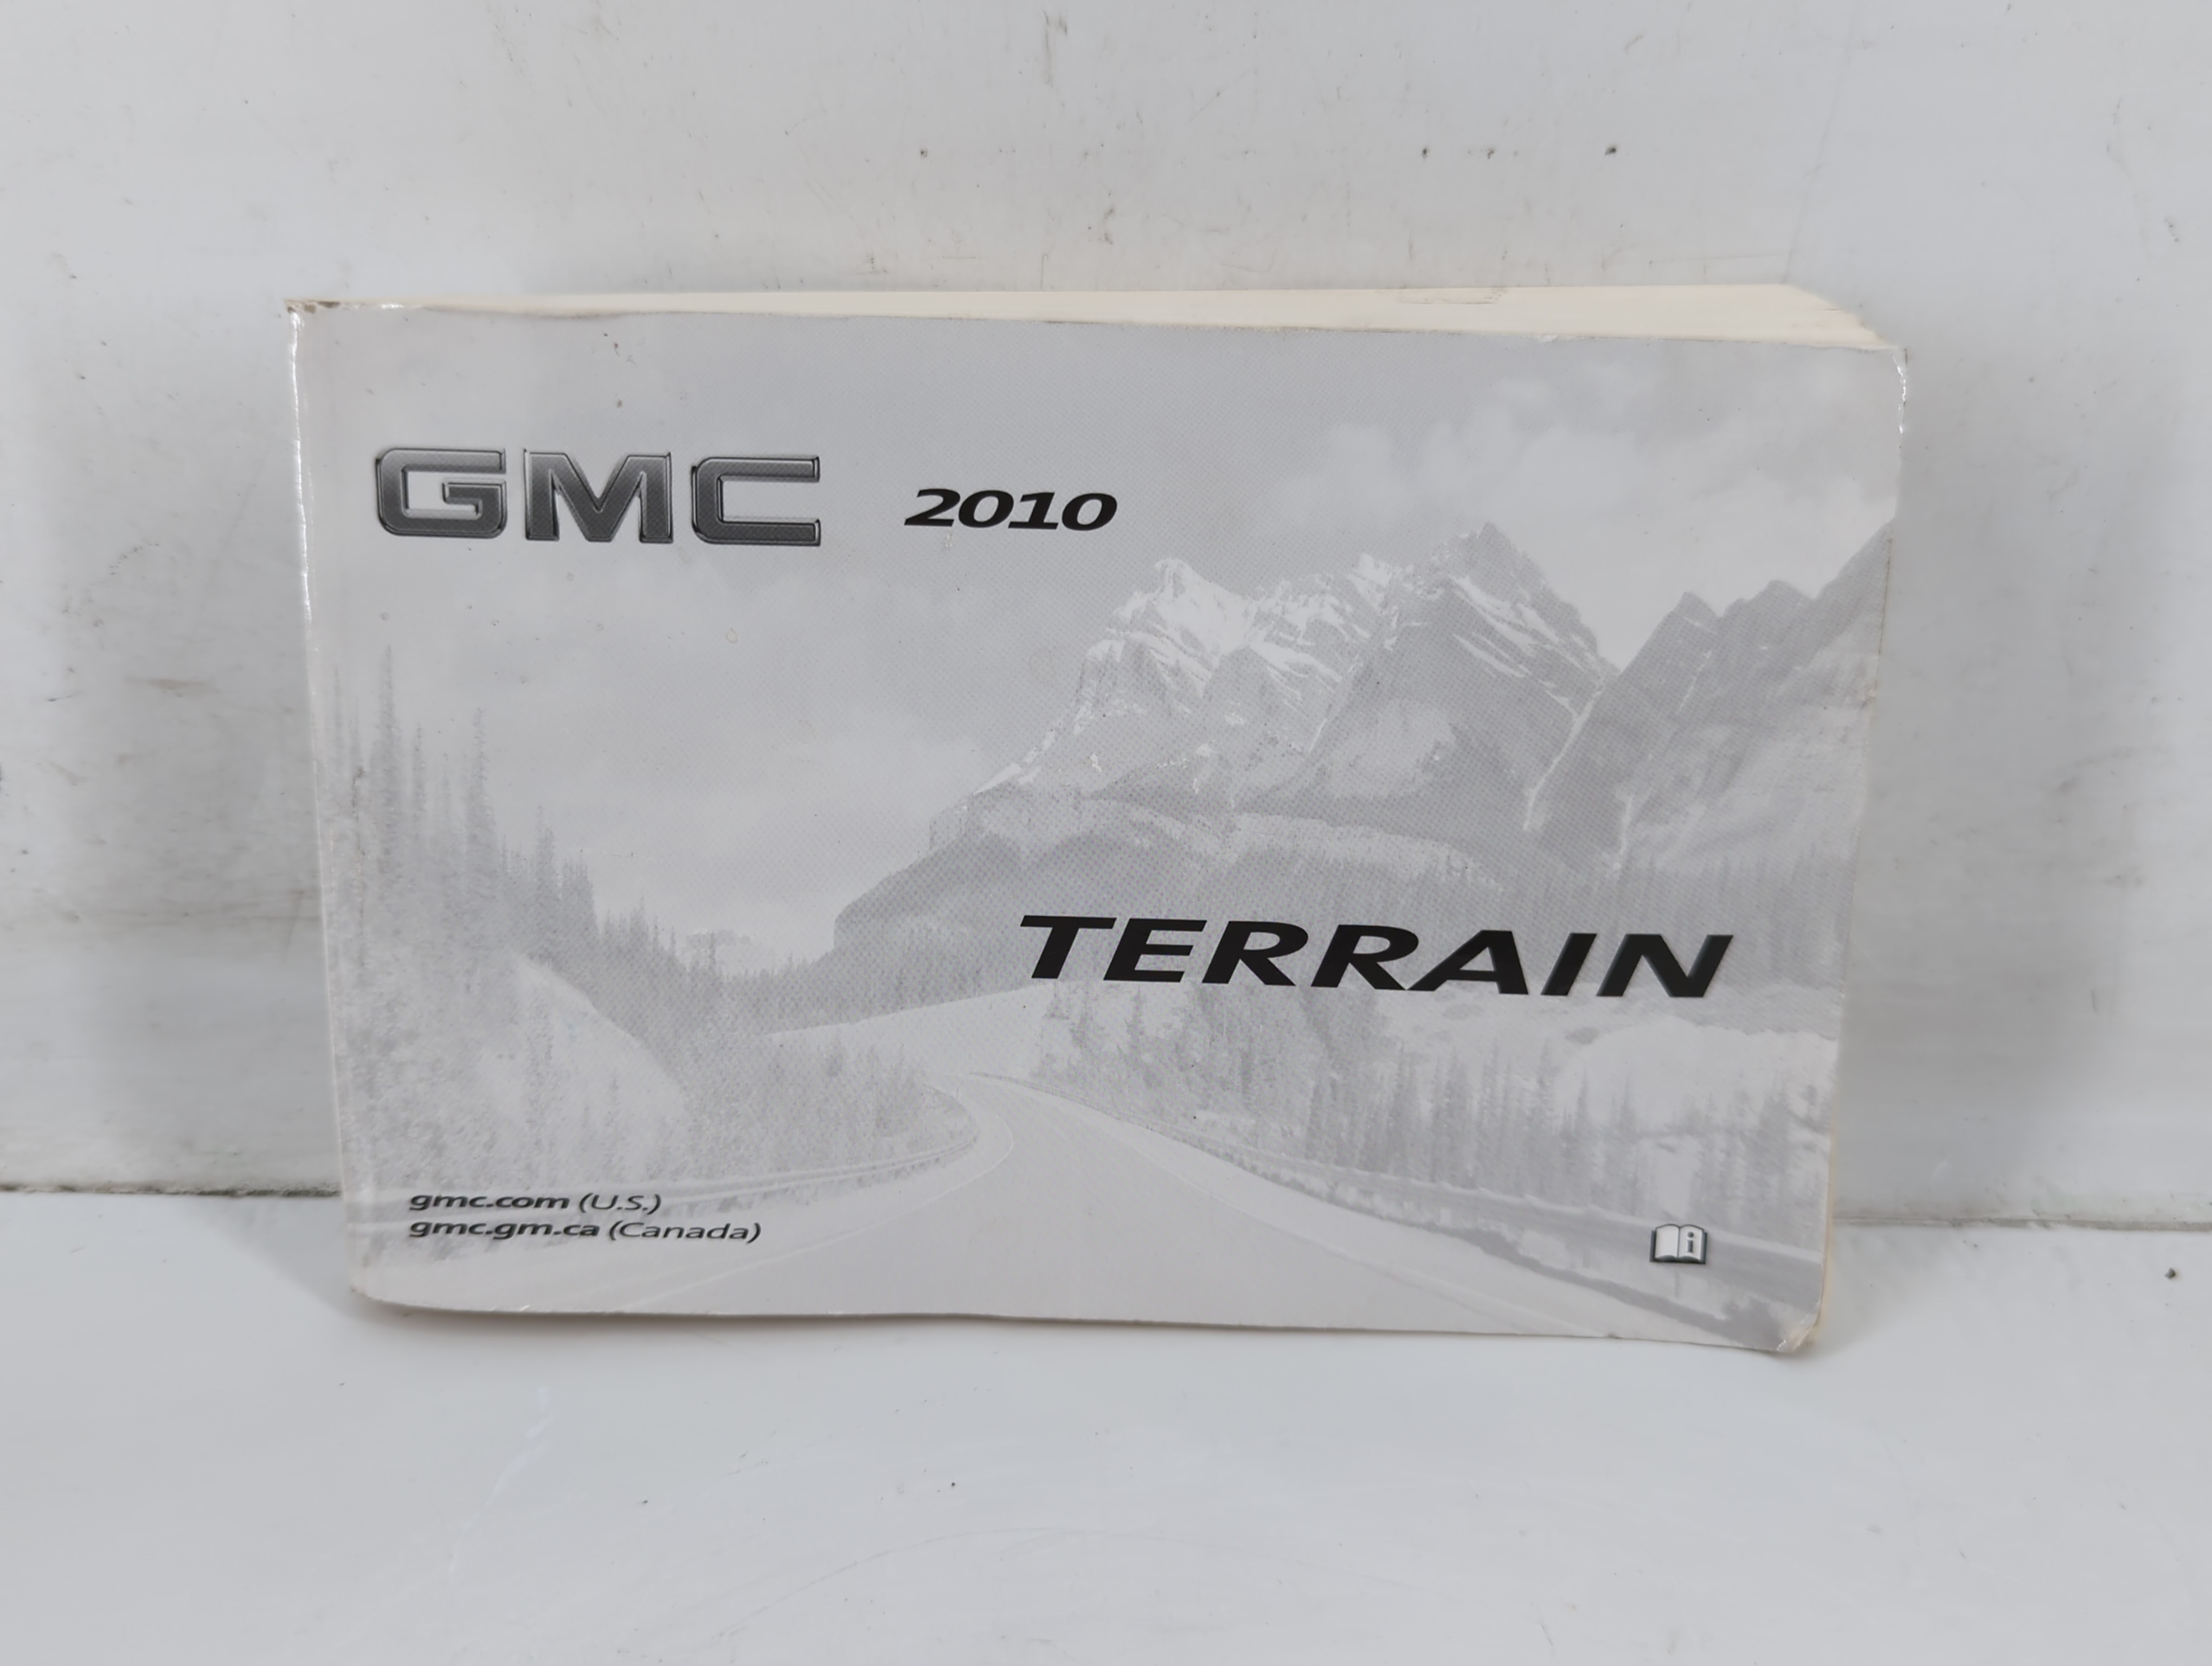 GMC 2010
TERRAIN
gmc.com (U.S.)
gmc.gm.ca (Canada)
i